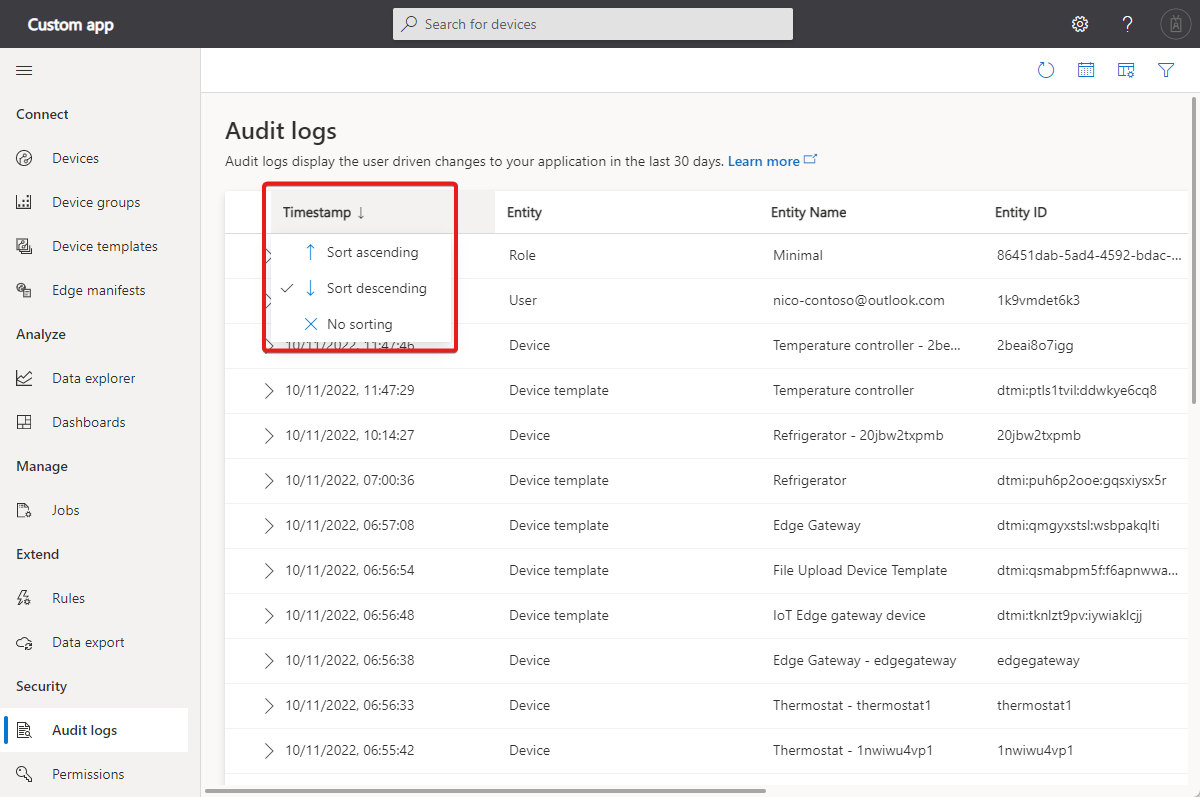 Custom app
Search for devices
?
Connect
Devices
Device groups
Device templates
Edge manifests
Analyze
Data explorer
Dashboards
Manage
Jobs
Extend
Rules
Data export
Security
Audit logs
Permissions
Audit logs
Audit logs display the user driven changes to your application in the last 30 days. Learn more
Timestamp ↓ Entity Entity Name Entity ID
Sort ascending
Sort descending
No sorting
Role Minimal 86451dab-5ad4-4592-bdac-...
User nico-contoso@outlook.com 1k9vmdet6k3
10/11/2022, 11:47:46 Device Temperature controller - 2be... 2beai8o7igg
10/11/2022, 11:47:29 Device template Temperature controller dtmi:ptls1tvil:ddwkye6cq8
10/11/2022, 10:14:27 Device Refrigerator - 20jbw2txpmb 20jbw2txpmb
10/11/2022, 07:00:36 Device template Refrigerator dtmi:puh6p2ooe:gqsxiysx5r
10/11/2022, 06:57:08 Device template Edge Gateway dtmi:qmgyxstsl:wsbpakqlti
10/11/2022, 06:56:54 Device template File Upload Device Template dtmi:qsmabpm5f:f6apnwwa...
10/11/2022, 06:56:48 Device template IoT Edge gateway device dtmi:tknlzt9pv:iywiaklcjj
10/11/2022, 06:56:38 Device Edge Gateway - edgegateway edgegateway
10/11/2022, 06:56:33 Device Thermostat - thermostat1 thermostat1
10/11/2022, 06:55:42 Device Thermostat - 1nwiwu4vp1 1nwiwu4vp1